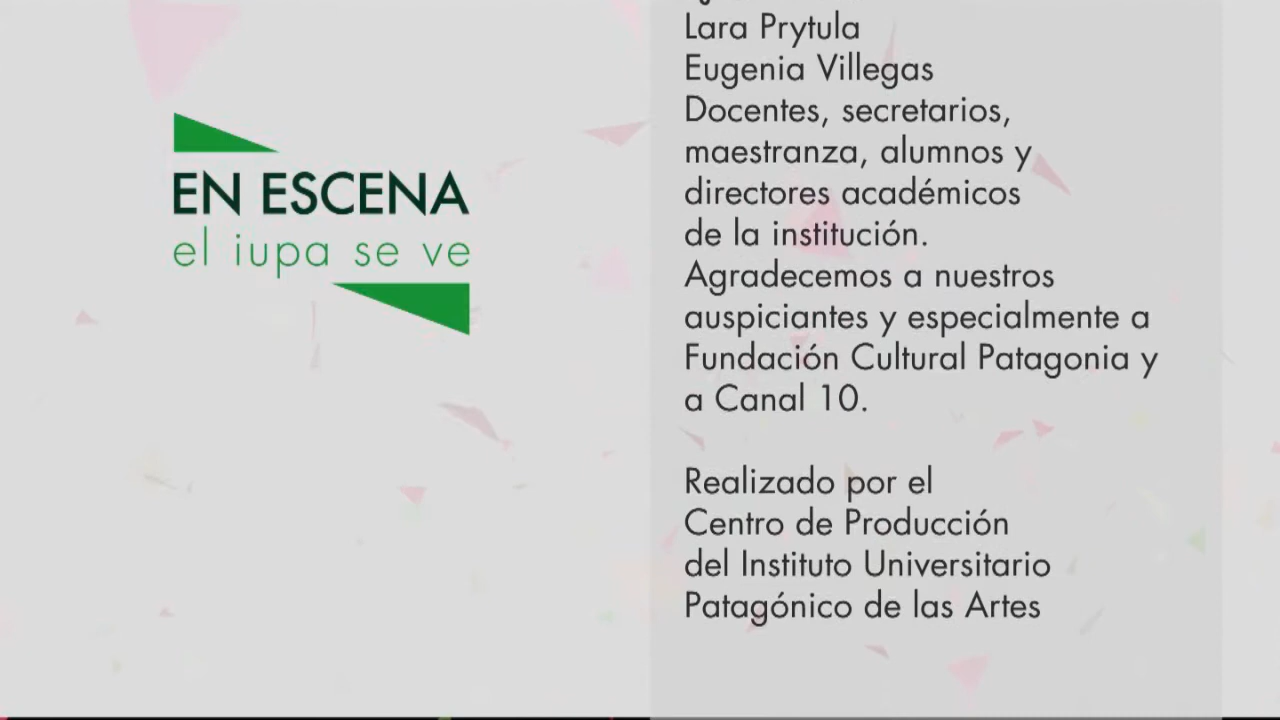 EN ESCENA
el iupa se ve
Lara Prytula
Eugenia Villegas
Docentes, secretarios,
maestranza, alumnos y
directores académicos
de la institución.
Agradecemos a nuestros
auspiciantes y especialmente a
Fundación Cultural Patagonia y
a Canal 10.
Realizado por el
Centro de Producción
del Instituto Universitario
Patagónico de las Artes